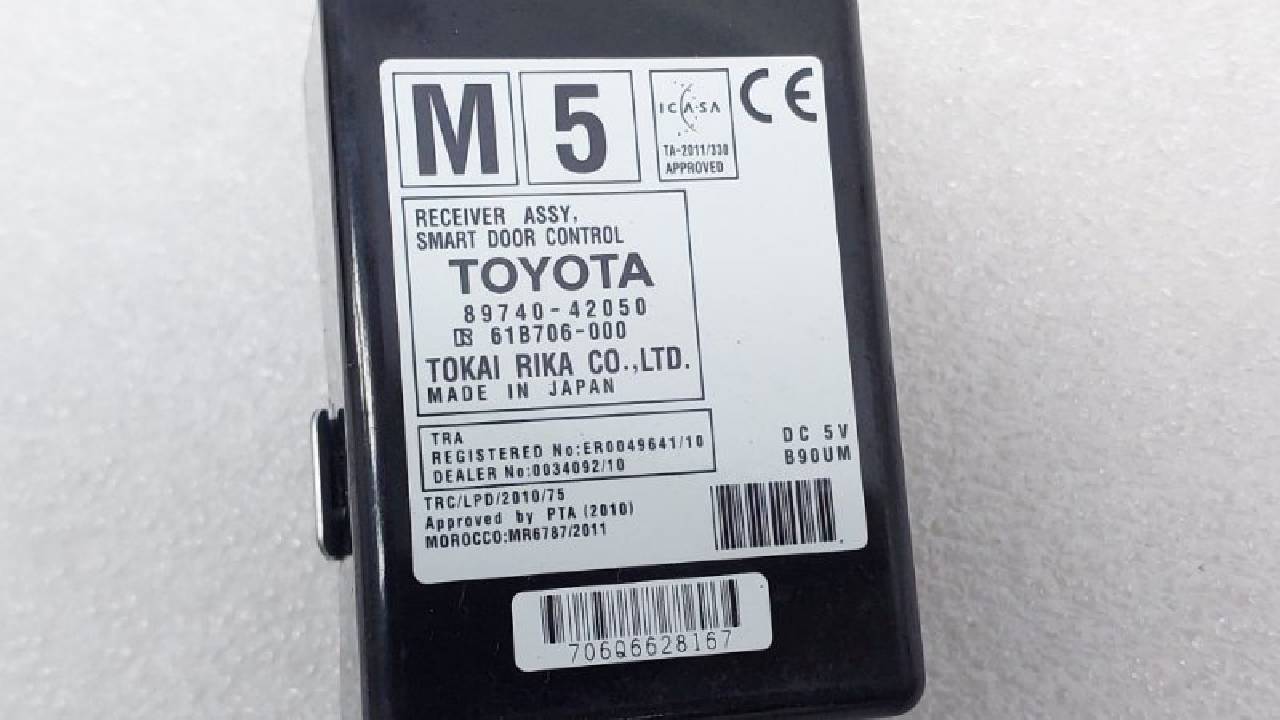 M 5
ICASA
TA-2011/330
APPROVED
CE
RECEIVER ASSY,
SMART DOOR CONTROL
TOYOTA
89740-42050
61B706-000
TOKAI RIKA CO.,LTD.
MADE IN JAPAN
TRA
REGISTERED No:ER0049641/10
DEALER No:0034092/10
DC 5V
B90UM
TRC/LPD/2010/75
Approved by PTA (2010)
MOROCCO:MR6787/2011
706Q6628167